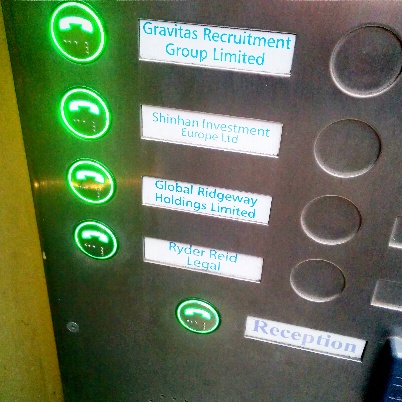 Gravitas Recruitment
Group Limited
Shinhan Investment
Europe Ltd
Global Ridgeway
Holdings Limited
Ryder Reid
Legal
Reception